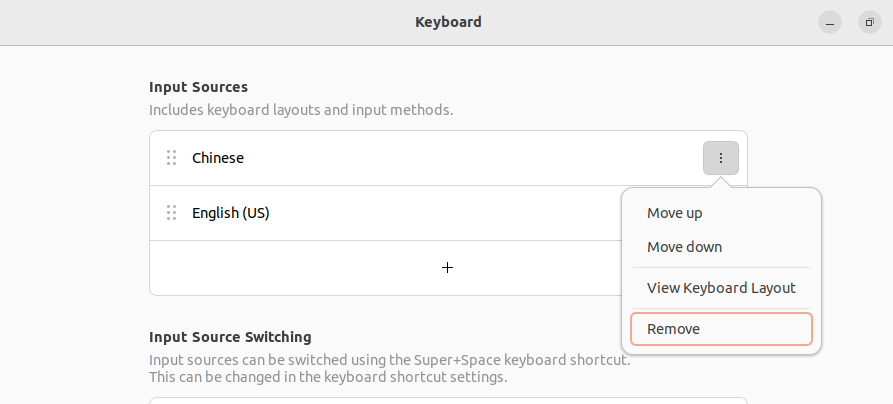 Keyboard
Input Sources
Includes keyboard layouts and input methods.
Chinese
English (US)
Move up
Move down
View Keyboard Layout
Remove
Input Source Switching
Input sources can be switched using the Super+Space keyboard shortcut.
This can be changed in the keyboard shortcut settings.